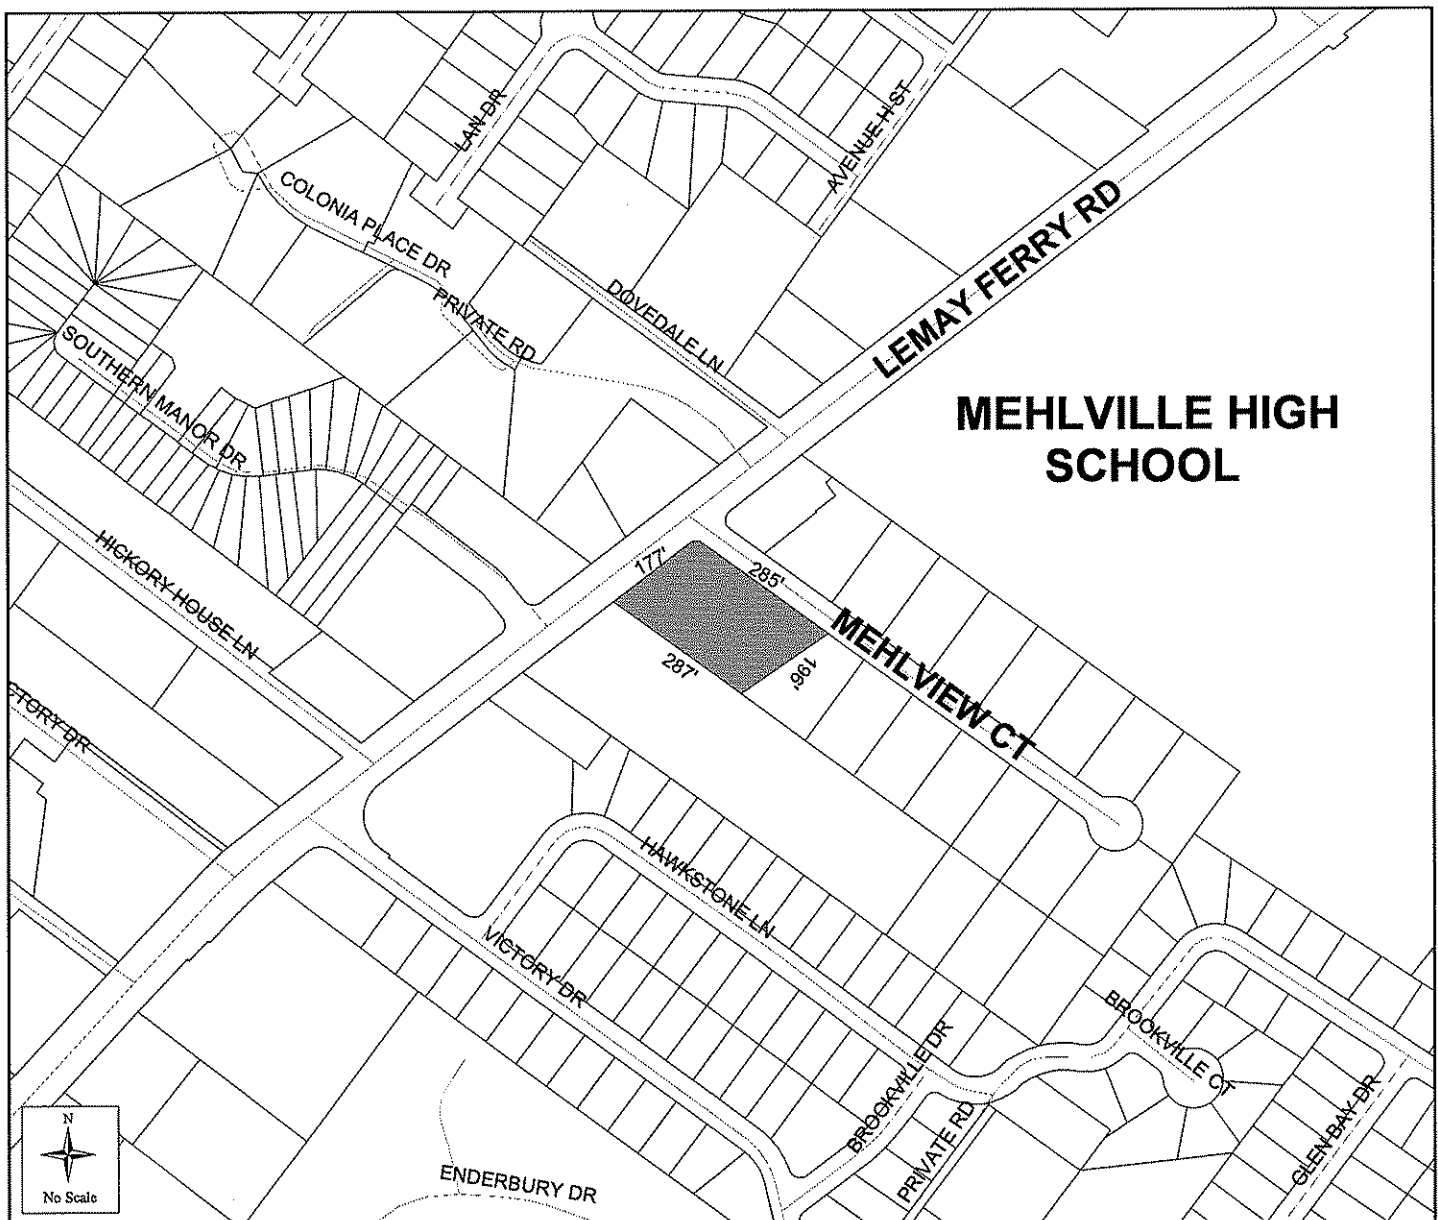 LAN DR
AVENUE H ST
COLONIA PLACE DR
PRIVATE RD
DOVEDALE LN
LEMAY FERRY RD
SOUTHERN MANOR DR
MEHLVILLE HIGH
SCHOOL
HICKORY HOUSE LN
177'
285'
MEHLVIEW CT
287'
196'
CTORY DR
HAWKSTONE LN
VICTORY DR
BROOKVILLE DR
BROOKVILLE CT
PRIVATE RD
GLEN BAY DR
ENDERBURY DR
N
No Scale